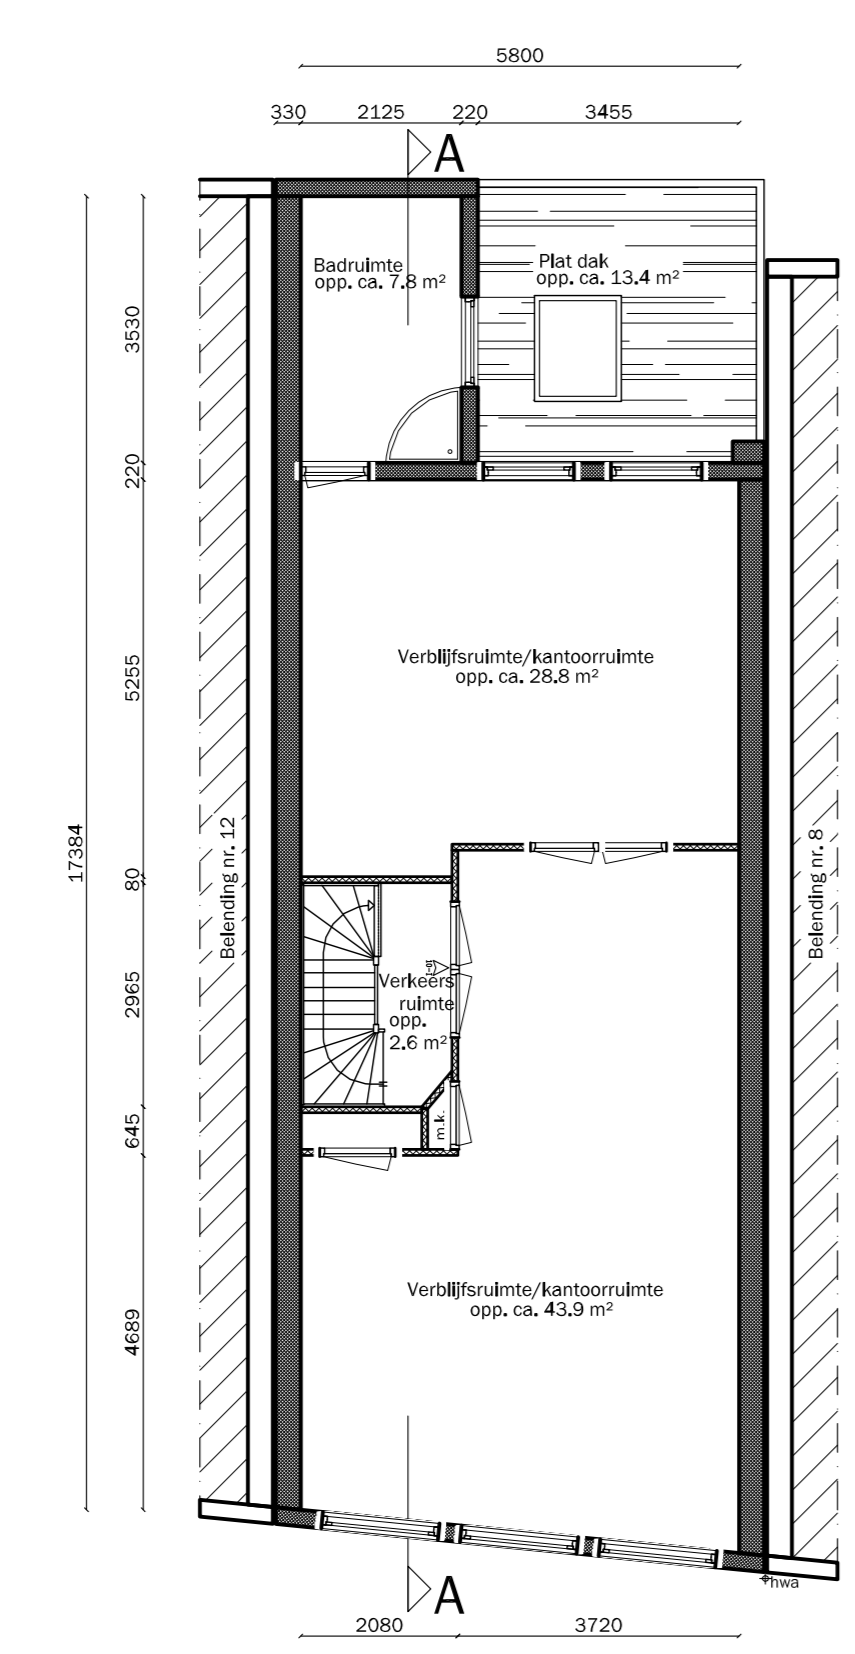 5800
330 2125 220 3455
A
Badruimte
opp. ca. 7.8 m²
Plat dak
opp. ca. 13.4 m²
3530
220
5255
17384
80
2965
645
4689
Verblijfsruimte/kantoorruimte
opp. ca. 28.8 m²
Belending nr. 12
Belending nr. 8
Verkeers
ruimte
opp.
2.6 m²
m.k.
Verblijfsruimte/kantoorruimte
opp. ca. 43.9 m²
hwa
A
2080 3720